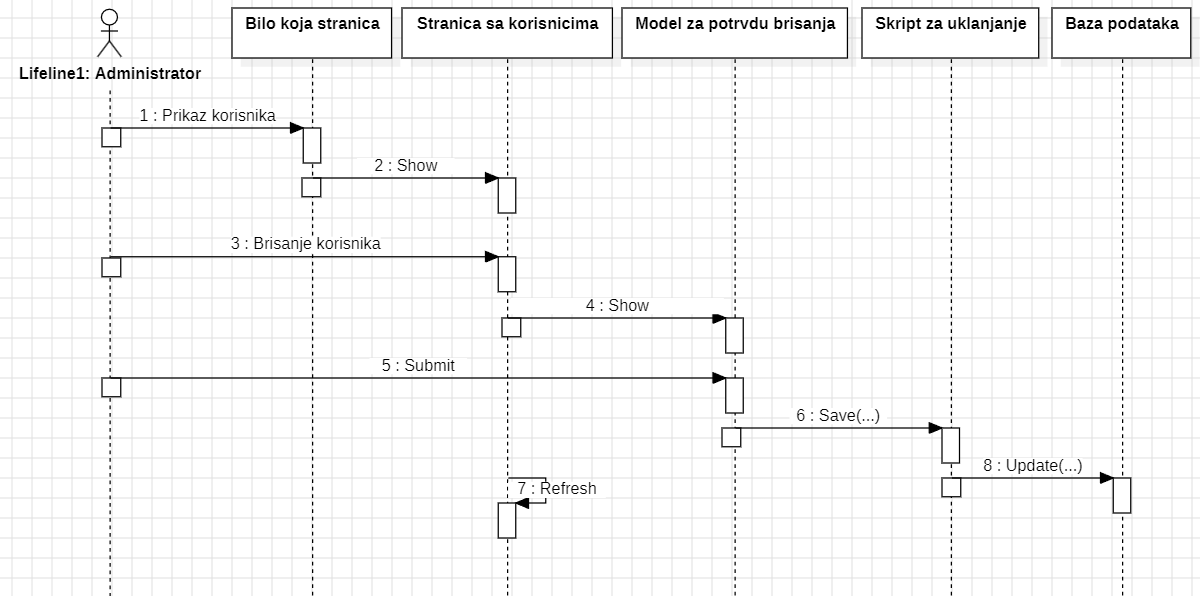 Bilo koja stranica
Stranica sa korisnicima
Model za potrvdu brisanja
Skript za uklanjanje
Baza podataka
Lifeline1: Administrator
1 : Prikaz korisnika
2 : Show
3 : Brisanje korisnika
4 : Show
5 : Submit
6 : Save(...)
8 : Update(...)
7 : Refresh